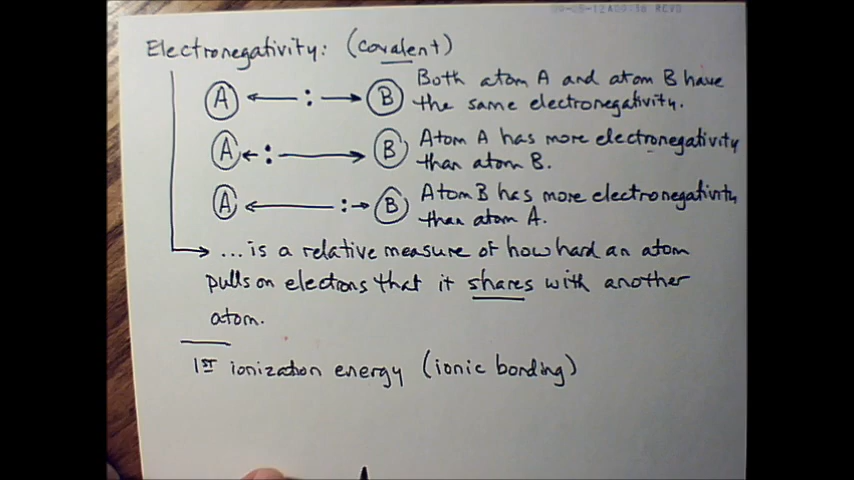 Electronegativity: (covalent)
A : B Both atom A and atom B have
the same electronegativity.
A : B Atom A has more electronegativity
than atom B.
A : B Atom B has more electronegativity
than atom A.
... is a relative measure of how hard an atom
pulls on electrons that it shares with another
atom.
1ST ionization energy (ionic bonding)